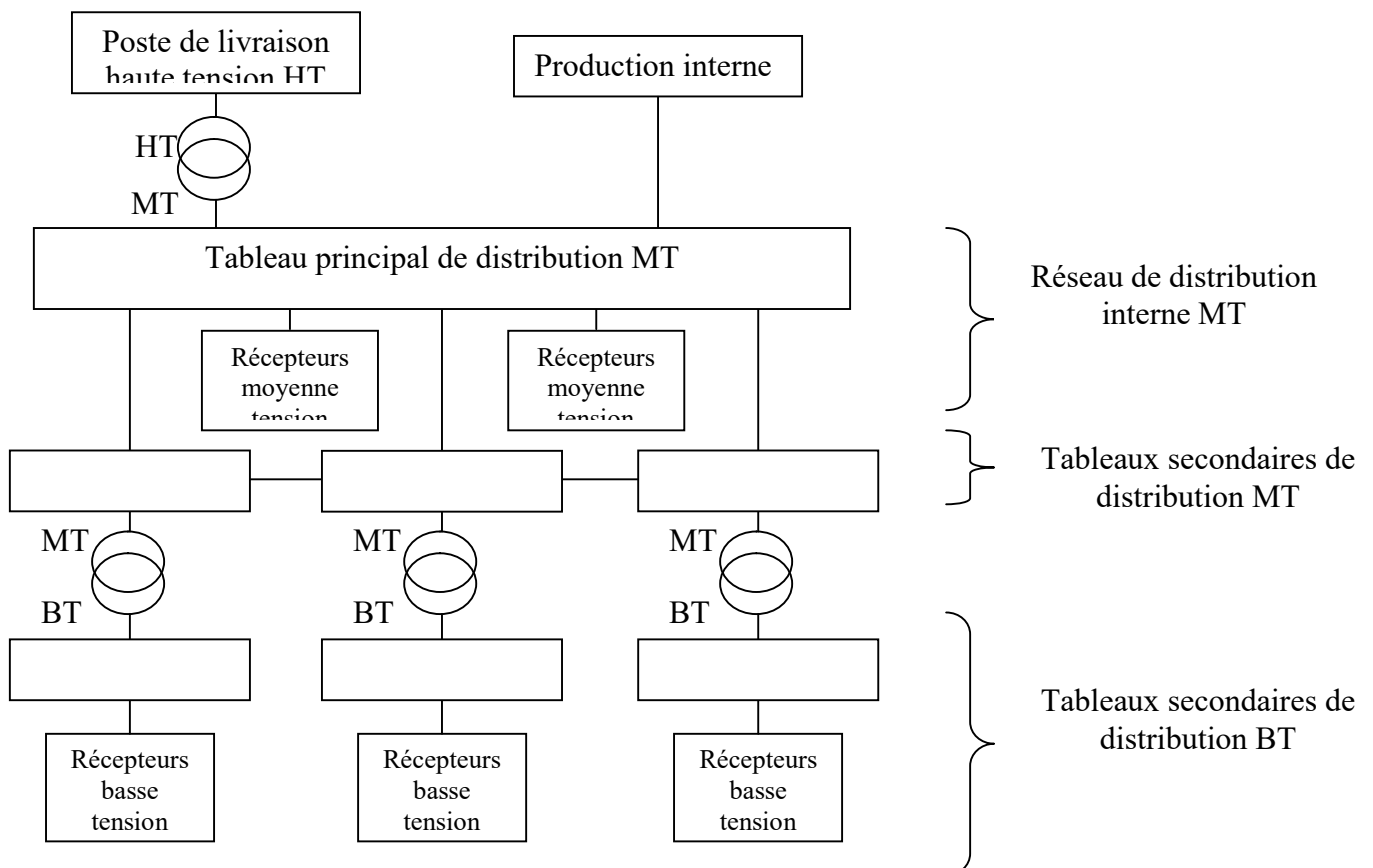 Poste de livraison
haute tension HT
Production interne
HT
MT
Tableau principal de distribution MT
Réseau de distribution
interne MT
Récepteurs
moyenne
tension
Récepteurs
moyenne
tension
Tableaux secondaires de
distribution MT
MT
MT
MT
BT
BT
BT
Tableaux secondaires de
distribution BT
Récepteurs
basse
tension
Récepteurs
basse
tension
Récepteurs
basse
tension